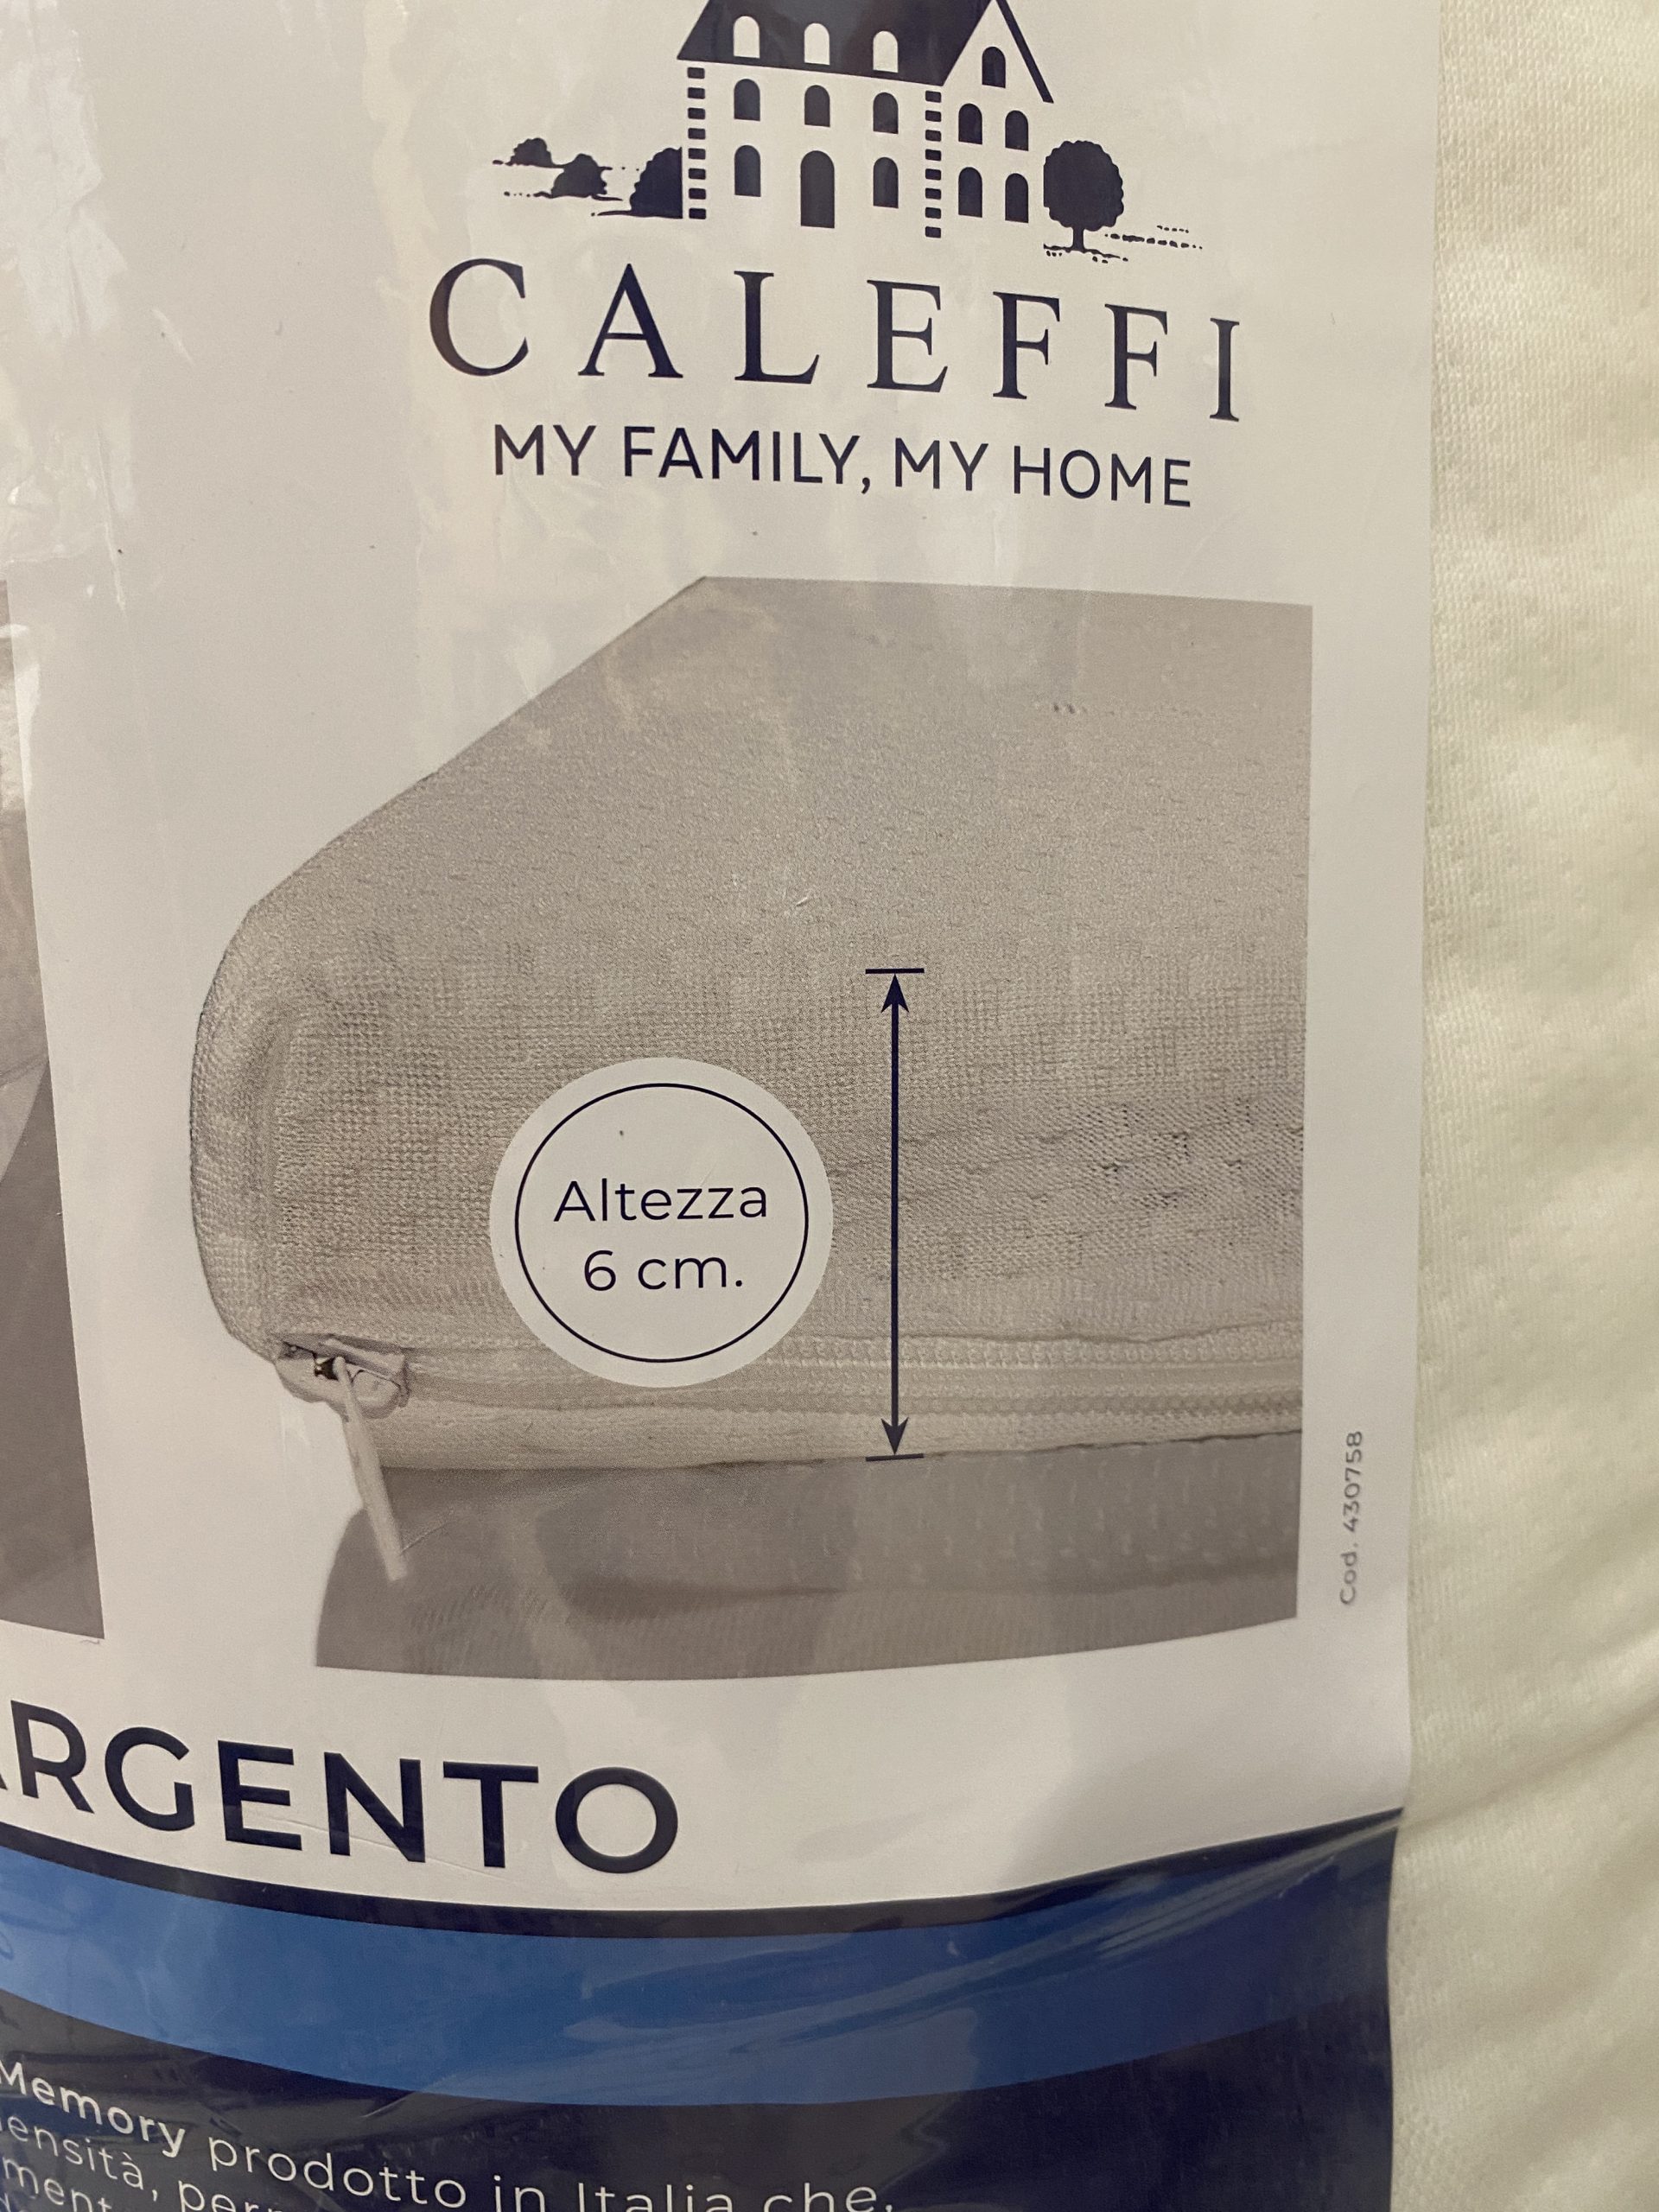 CALEFFI
MY FAMILY, MY HOME
Altezza
6 cm.
Cod. 430758
ARGENTO
Memory prodotto in Italia che,